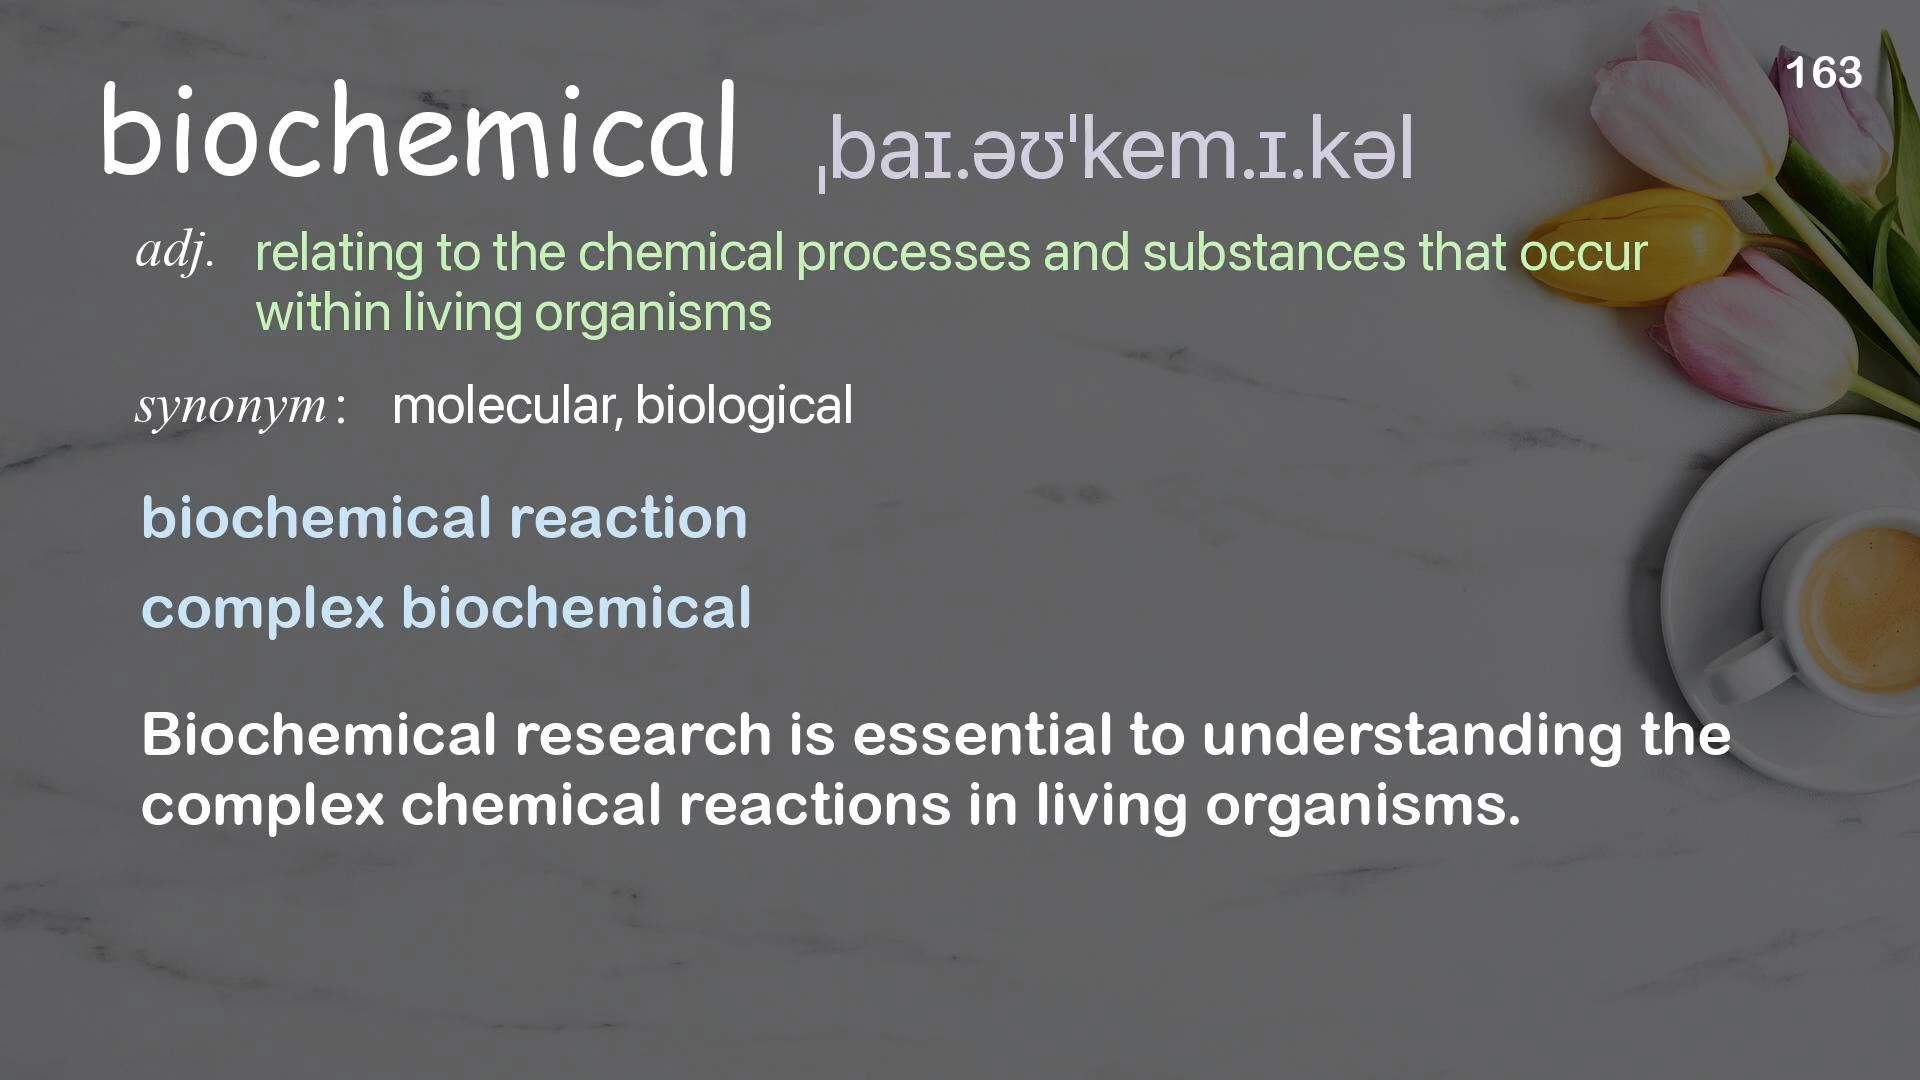 163
biochemical ˌbaɪ.əʊˈkem.ɪ.kəl
adj. relating to the chemical processes and substances that occur
within living organisms
synonym: molecular, biological
biochemical reaction
complex biochemical
Biochemical research is essential to understanding the
complex chemical reactions in living organisms.